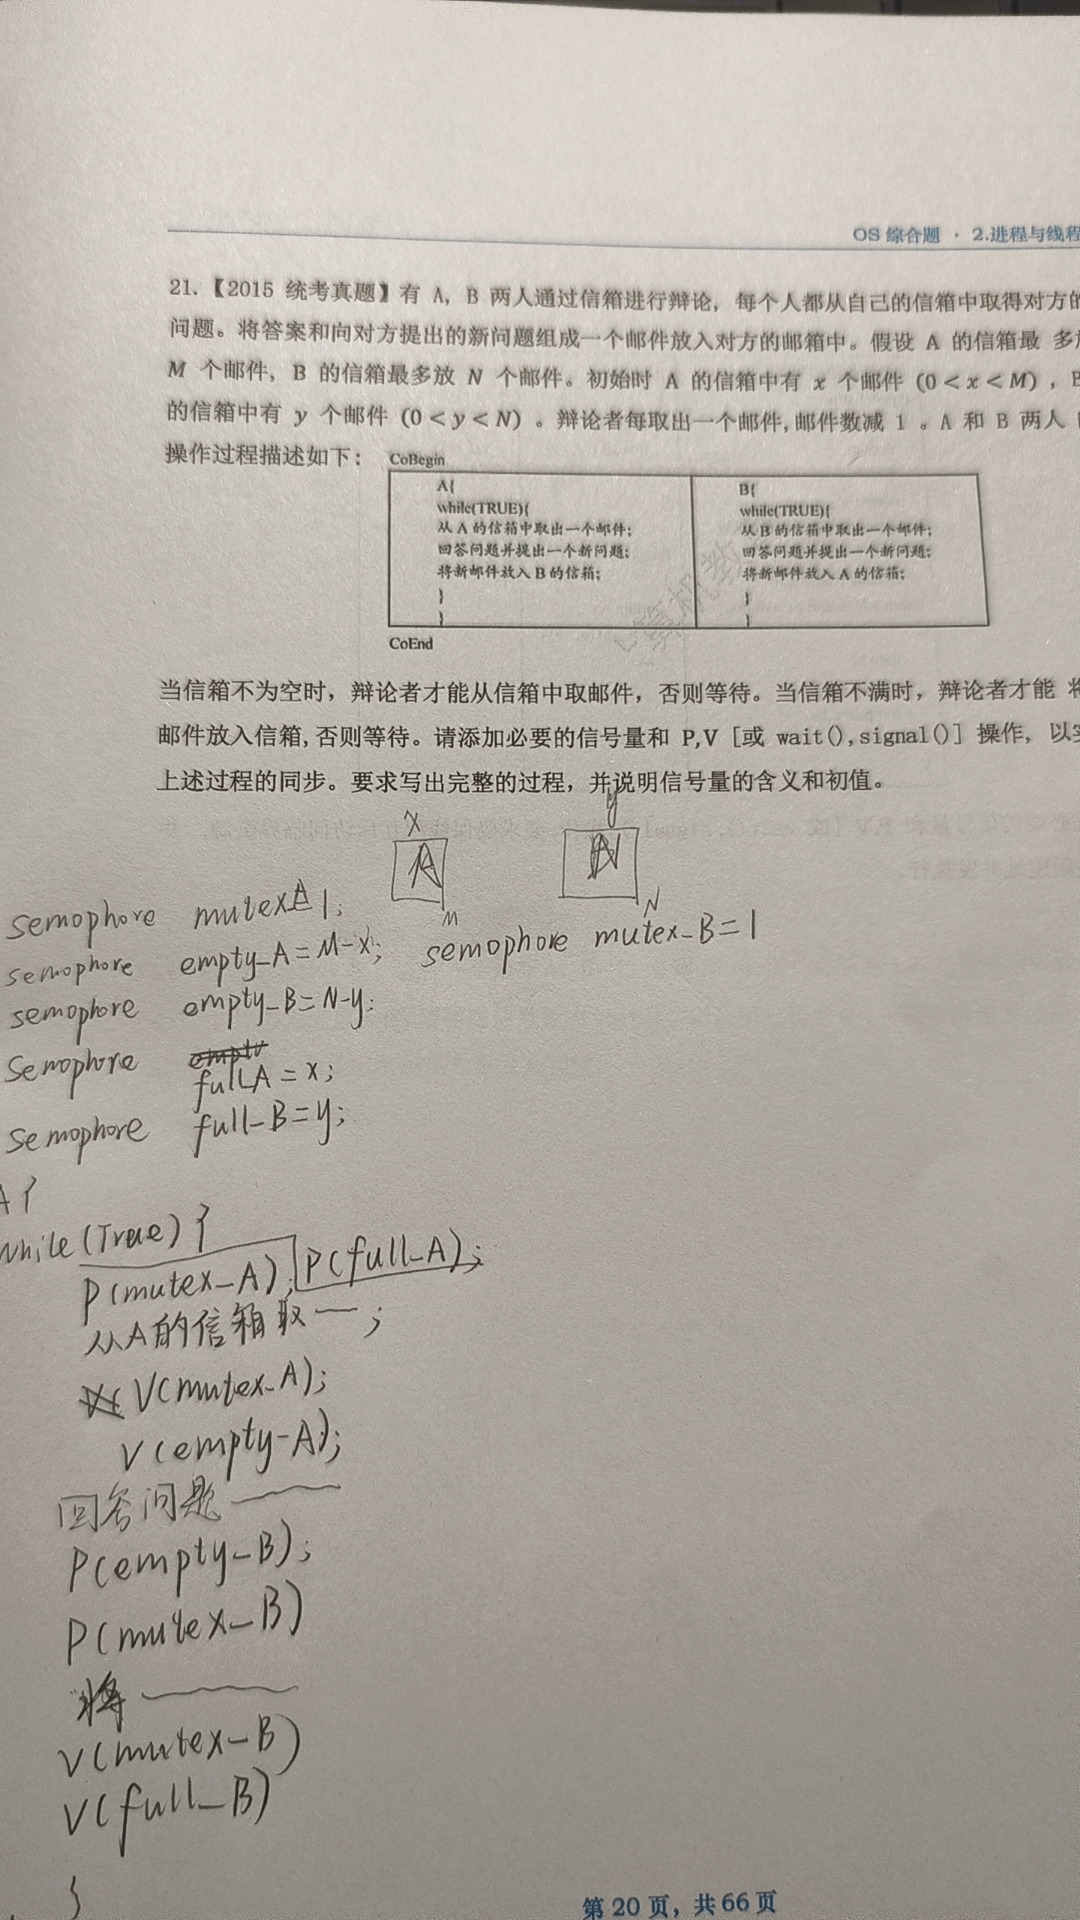 OS 综合题 · 2.进程与线程
21.【2015 统考真题】有 A, B 两人通过信箱进行辩论, 每个人都从自己的信箱中取得对方的
问题。将答案和向对方提出的新问题组成一个邮件放入对方的邮箱中。假设 A 的信箱最 多放
M 个邮件, B 的信箱最多放 N 个邮件。初始时 A 的信箱中有 x 个邮件 (0<x<M), B
的信箱中有 y 个邮件 (0<y<N) 。辩论者每取出一个邮件,邮件数减 1 。A 和 B 两人
操作过程描述如下:
CoBegin
A{
while(TRUE){
从 A 的信箱中取出一个邮件;
回答问题并提出一个新问题;
将新邮件放入 B 的信箱;
}
}
B{
while(TRUE){
从 B 的信箱中取出一个邮件;
回答问题并提出一个新问题;
将新邮件放入 A 的信箱;
}
}
CoEnd
当信箱不为空时, 辩论者才能从信箱中取邮件, 否则等待。当信箱不满时, 辩论者才能 将
邮件放入信箱,否则等待。请添加必要的信号量和 P,V [或 wait(),signal()] 操作, 以实
上述过程的同步。要求写出完整的过程, 并说明信号量的含义和初值。
x y
A
M N
semophore mutex =1;
semophore empty_A=M-x; semophore mutex_B=1
semophore empty_B=N-y;
semophore full_A=x;
semophore full_B=y;
A{
while(True){
P(mutex_A); P(full_A);
从A的信箱取一;
V(mutex_A);
V(empty-A);
回答问题
P(empty_B);
P(mutex_B)
将
V(mutex_B)
V(full_B)
}
第 20 页, 共 66 页